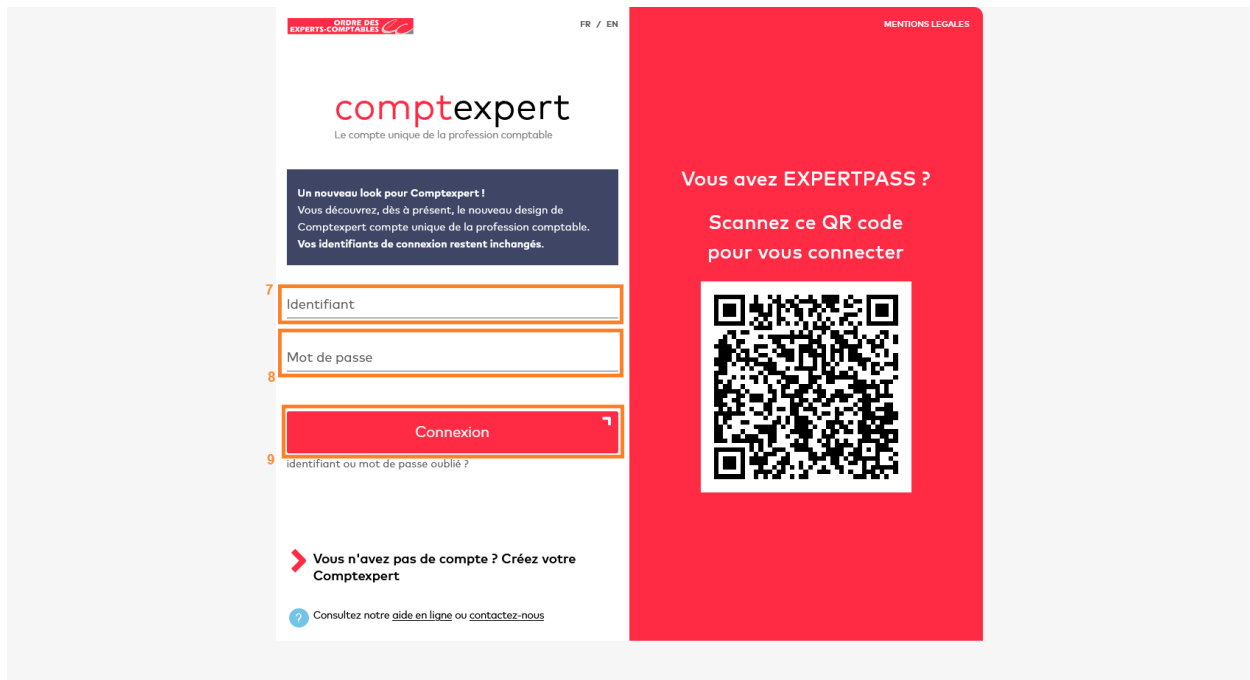 ORDRE DES
EXPERTS-COMPTABLES
FR / EN
MENTIONS LEGALES
comptexpert
Le compte unique de la profession comptable
Un nouveau look pour Comptexpert !
Vous découvrez, dès à présent, le nouveau design de
Comptexpert compte unique de la profession comptable.
Vos identifiants de connexion restent inchangés.
7
Identifiant
Mot de passe
8
Connexion
9
identifiant ou mot de passe oublié ?
Vous n'avez pas de compte ? Créez votre
Comptexpert
? Consultez notre aide en ligne ou contactez-nous
Vous avez EXPERTPASS ?
Scannez ce QR code
pour vous connecter